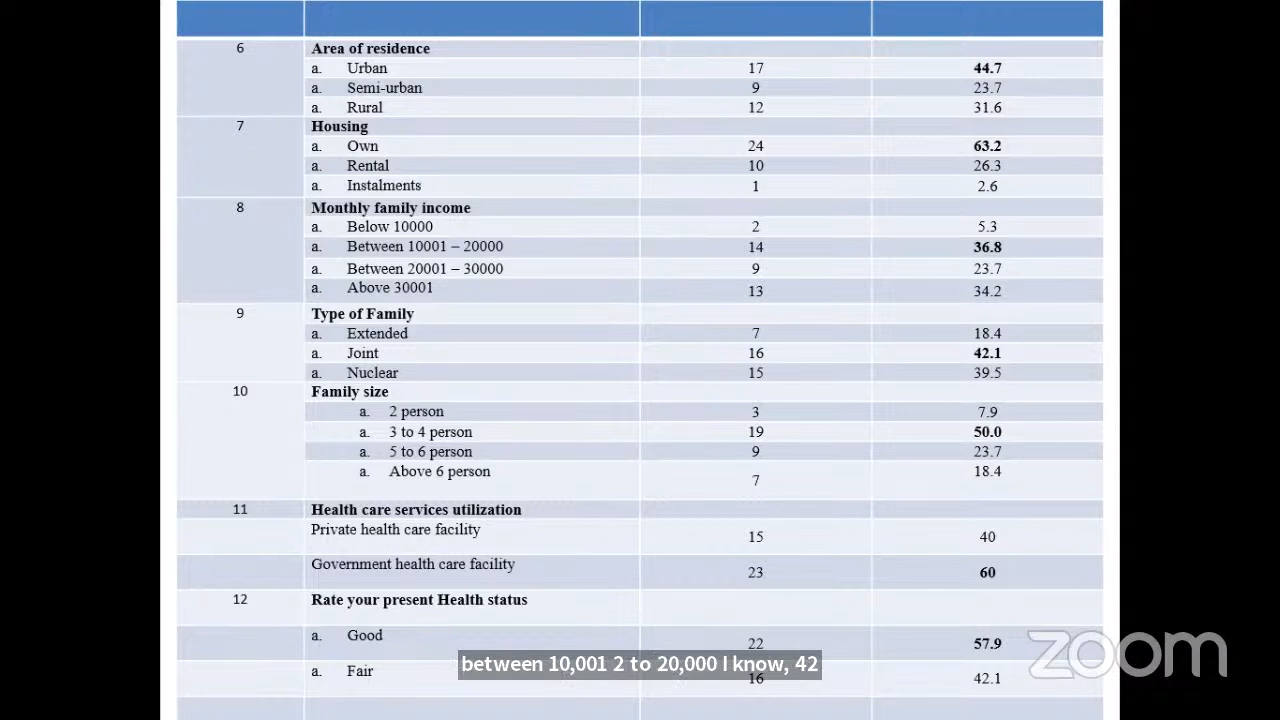 6 Area of residence
a. Urban 17 44.7
a. Semi-urban 9 23.7
a. Rural 12 31.6
7 Housing
a. Own 24 63.2
a. Rental 10 26.3
a. Instalments 1 2.6
8 Monthly family income
a. Below 10000 2 5.3
a. Between 10001 – 20000 14 36.8
a. Between 20001 – 30000 9 23.7
a. Above 30001 13 34.2
9 Type of Family
a. Extended 7 18.4
a. Joint 16 42.1
a. Nuclear 15 39.5
10 Family size
a. 2 person 3 7.9
a. 3 to 4 person 19 50.0
a. 5 to 6 person 9 23.7
a. Above 6 person 7 18.4
11 Health care services utilization
Private health care facility 15 40
Government health care facility 23 60
12 Rate your present Health status
a. Good 22 57.9
a. Fair 16 42.1
between 10,001 2 to 20,000 I know, 42
zoom